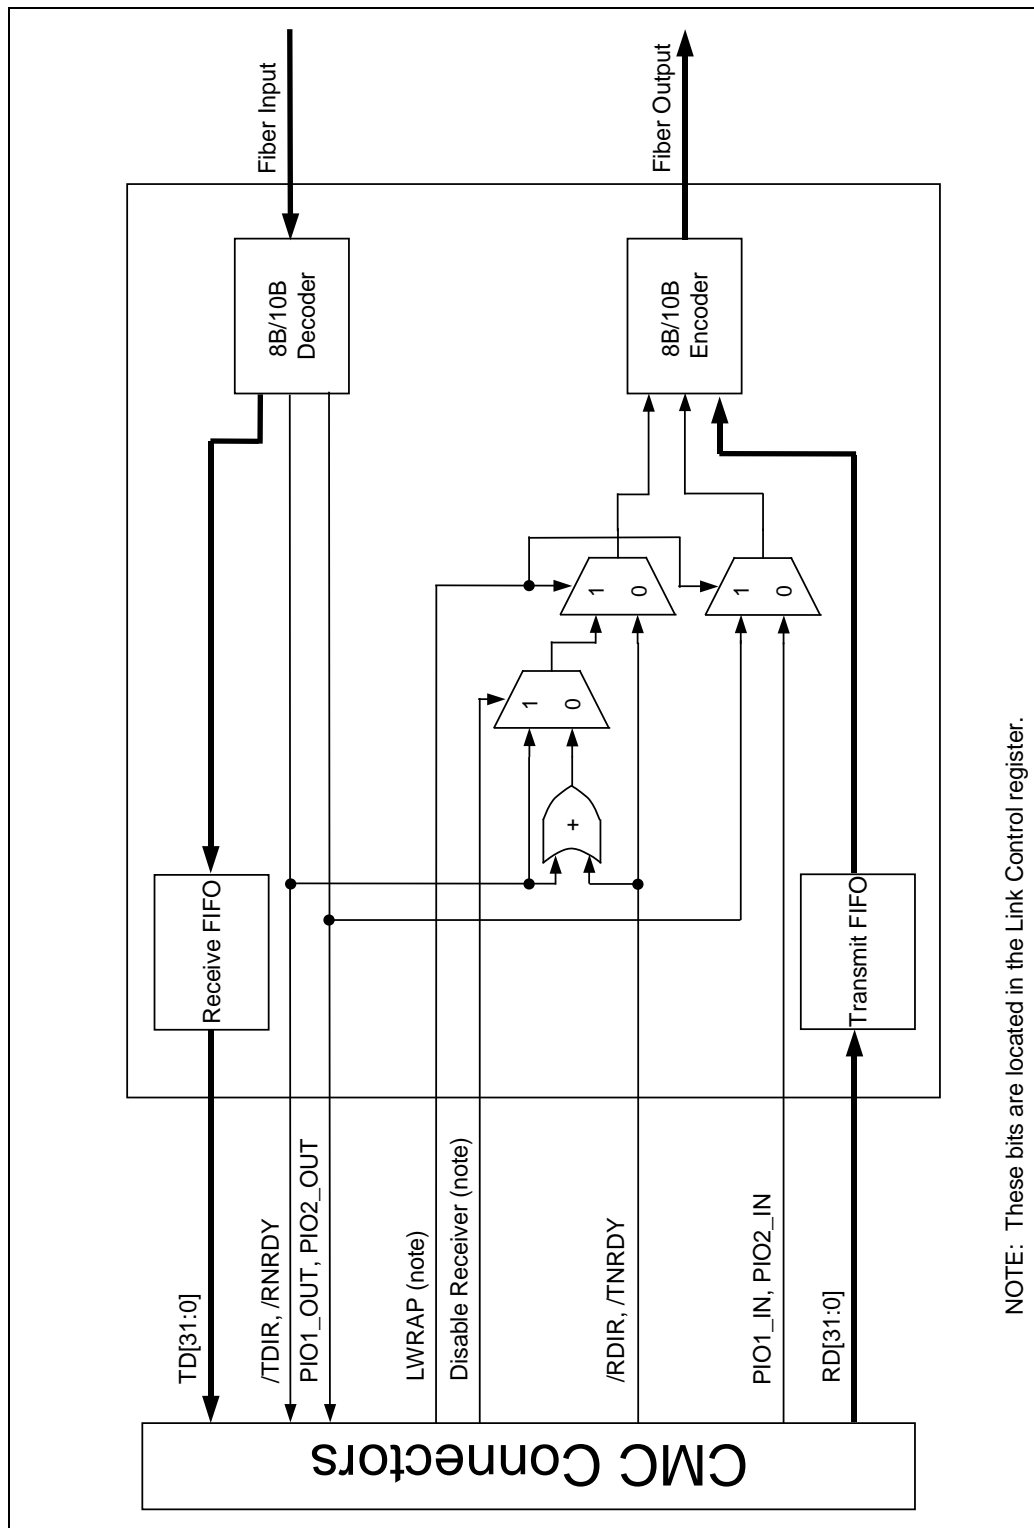 Fiber Input
Fiber Output
8B/10B
Decoder
8B/10B
Encoder
1
0
1
0
1
0
+
Receive FIFO
Transmit FIFO
TD[31:0]
/TDIR, /RNRDY
PIO1_OUT, PIO2_OUT
LWRAP (note)
Disable Receiver (note)
/RDIR, /TNRDY
PIO1_IN, PIO2_IN
RD[31:0]
CMC Connectors
NOTE: These bits are located in the Link Control register.